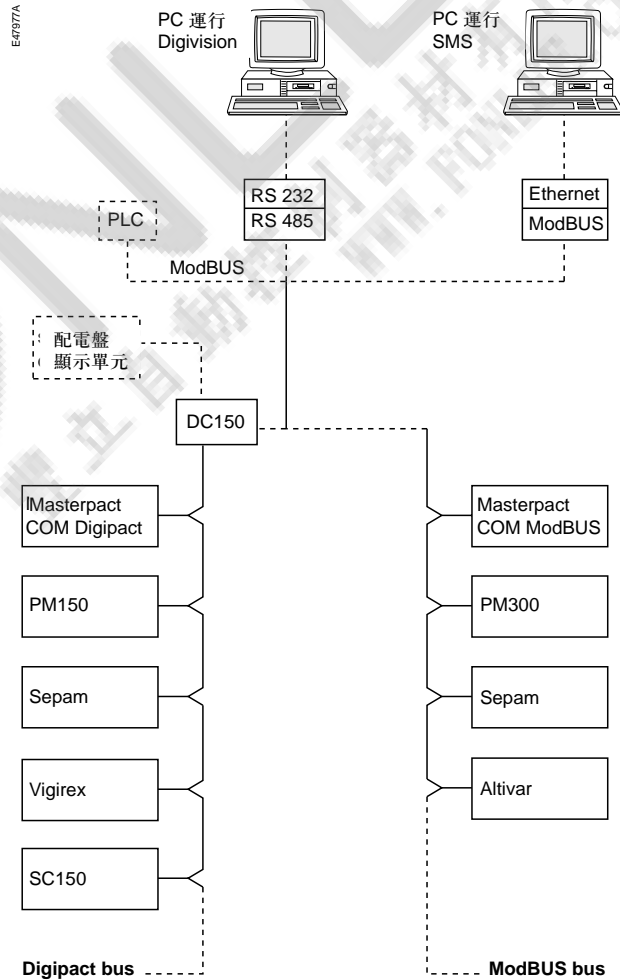 E47977A
PC 運行
Digivision
PC 運行
SMS
RS 232
RS 485
Ethernet
ModBUS
PLC
ModBUS
配電盤
顯示單元
DC150
Masterpact
COM Digipact
Masterpact
COM ModBUS
PM150
PM300
Sepam
Sepam
Vigirex
Altivar
SC150
Digipact bus
ModBUS bus